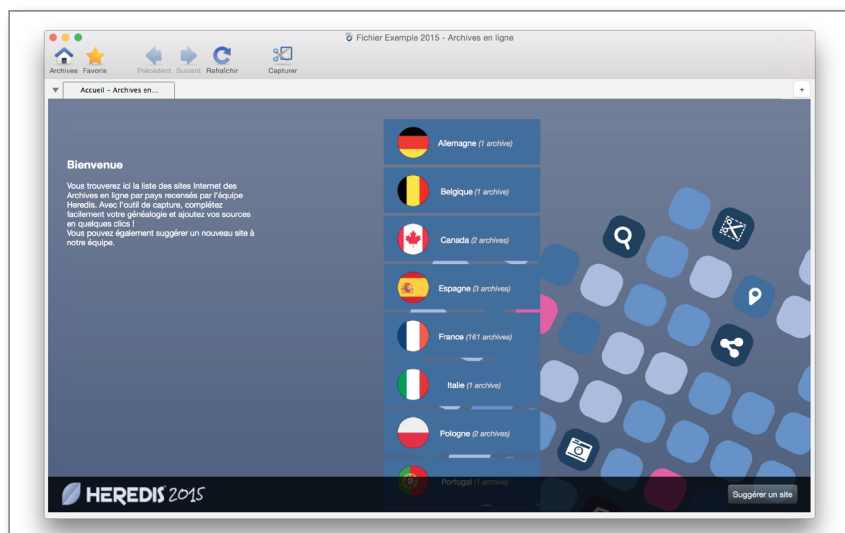 Fichier Exemple 2015 - Archives en ligne
Archives Favoris Précédent Suivant Rafraîchir Capturer
Accueil – Archives en...
+
Bienvenue
Vous trouverez ici la liste des sites Internet des
Archives en ligne par pays recensés par l'équipe
Heredis. Avec l'outil de capture, complétez
facilement votre généalogie et ajoutez vos sources
en quelques clics !
Vous pouvez également suggérer un nouveau site à
notre équipe.
Allemagne (1 archive)
Belgique (1 archive)
Canada (2 archives)
Espagne (3 archives)
France (161 archives)
Italie (1 archive)
Pologne (2 archives)
Portugal (1 archive)
HEREDIS 2015
Suggérer un site